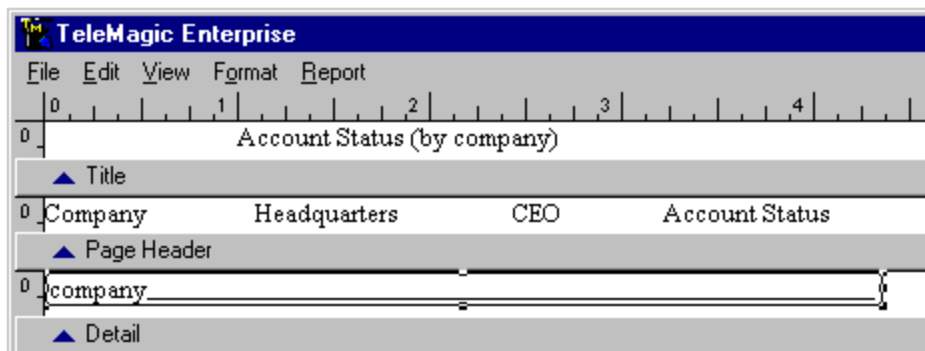 TM TeleMagic Enterprise
File Edit View Format Report
0 1 2 3 4
0 Account Status (by company)
Title
0 Company Headquarters CEO Account Status
Page Header
0 company
Detail